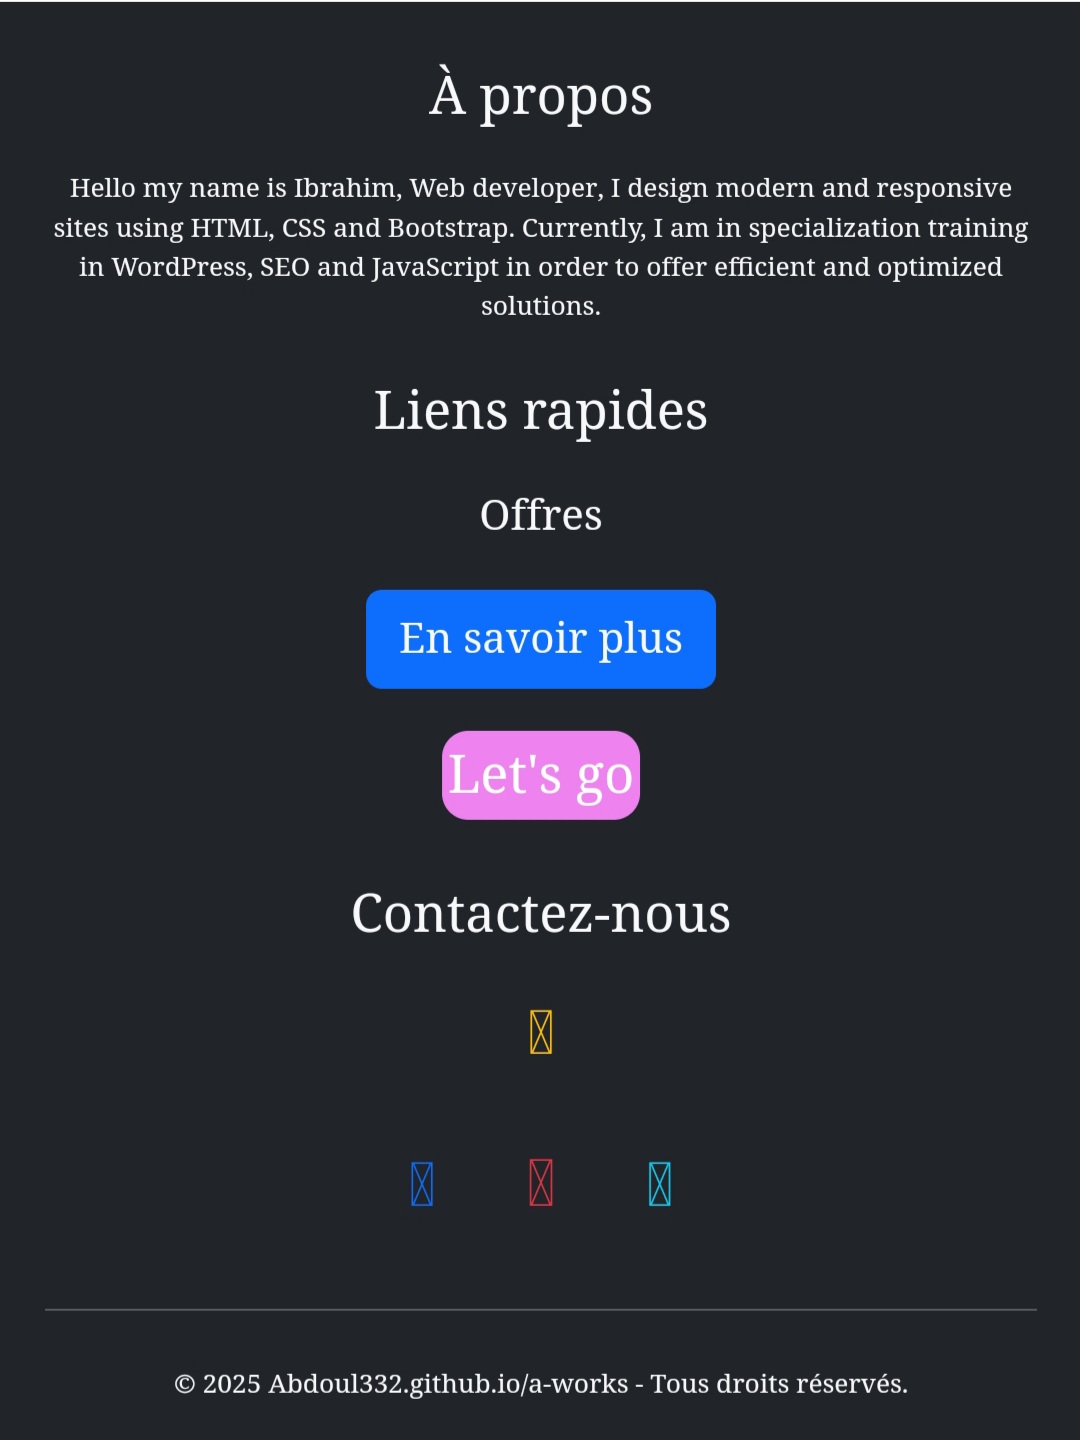 À propos
Hello my name is Ibrahim, Web developer, I design modern and responsive
sites using HTML, CSS and Bootstrap. Currently, I am in specialization training
in WordPress, SEO and JavaScript in order to offer efficient and optimized
solutions.
Liens rapides
Offres
En savoir plus
Let's go
Contactez-nous
© 2025 Abdoul332.github.io/a-works - Tous droits réservés.